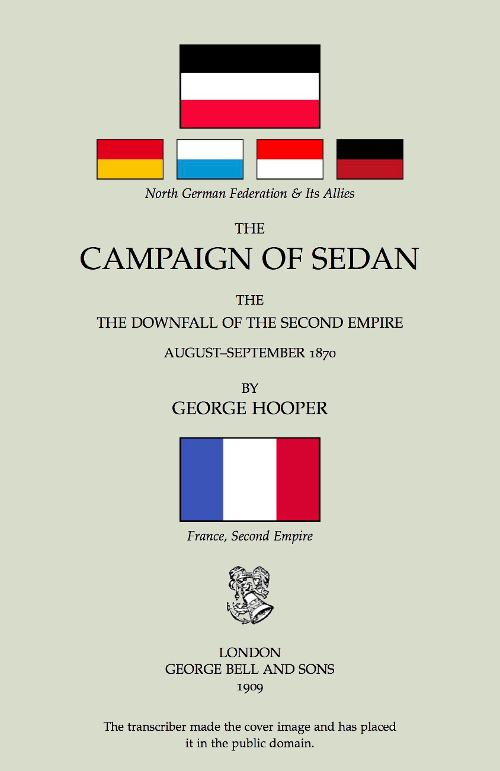 North German Federation & Its Allies
THE
CAMPAIGN OF SEDAN
THE
THE DOWNFALL OF THE SECOND EMPIRE
AUGUST–SEPTEMBER 1870
BY
GEORGE HOOPER
France, Second Empire
LONDON
GEORGE BELL AND SONS
1909
The transcriber made the cover image and has placed
it in the public domain.